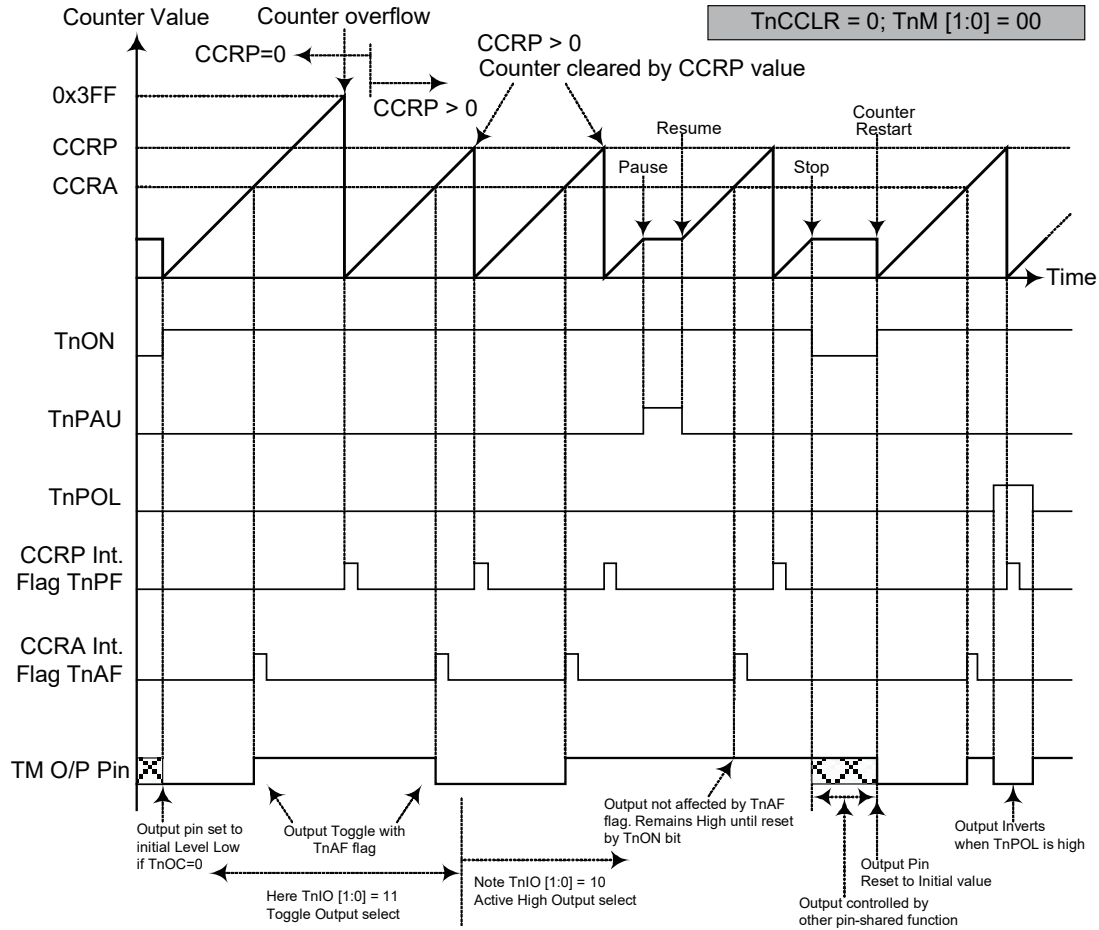 Counter Value
Counter overflow
TnCCLR = 0; TnM [1:0] = 00
CCRP=0
CCRP > 0
CCRP > 0
Counter cleared by CCRP value
0x3FF
CCRP
CCRA
Pause
Resume
Stop
Counter
Restart
Time
TnON
TnPAU
TnPOL
CCRP Int.
Flag TnPF
CCRA Int.
Flag TnAF
TM O/P Pin
Output pin set to
initial Level Low
if TnOC=0
Output Toggle with
TnAF flag
Here TnIO [1:0] = 11
Toggle Output select
Note TnIO [1:0] = 10
Active High Output select
Output not affected by TnAF
flag. Remains High until reset
by TnON bit
Output controlled by
other pin-shared function
Output Pin
Reset to Initial value
Output Inverts
when TnPOL is high